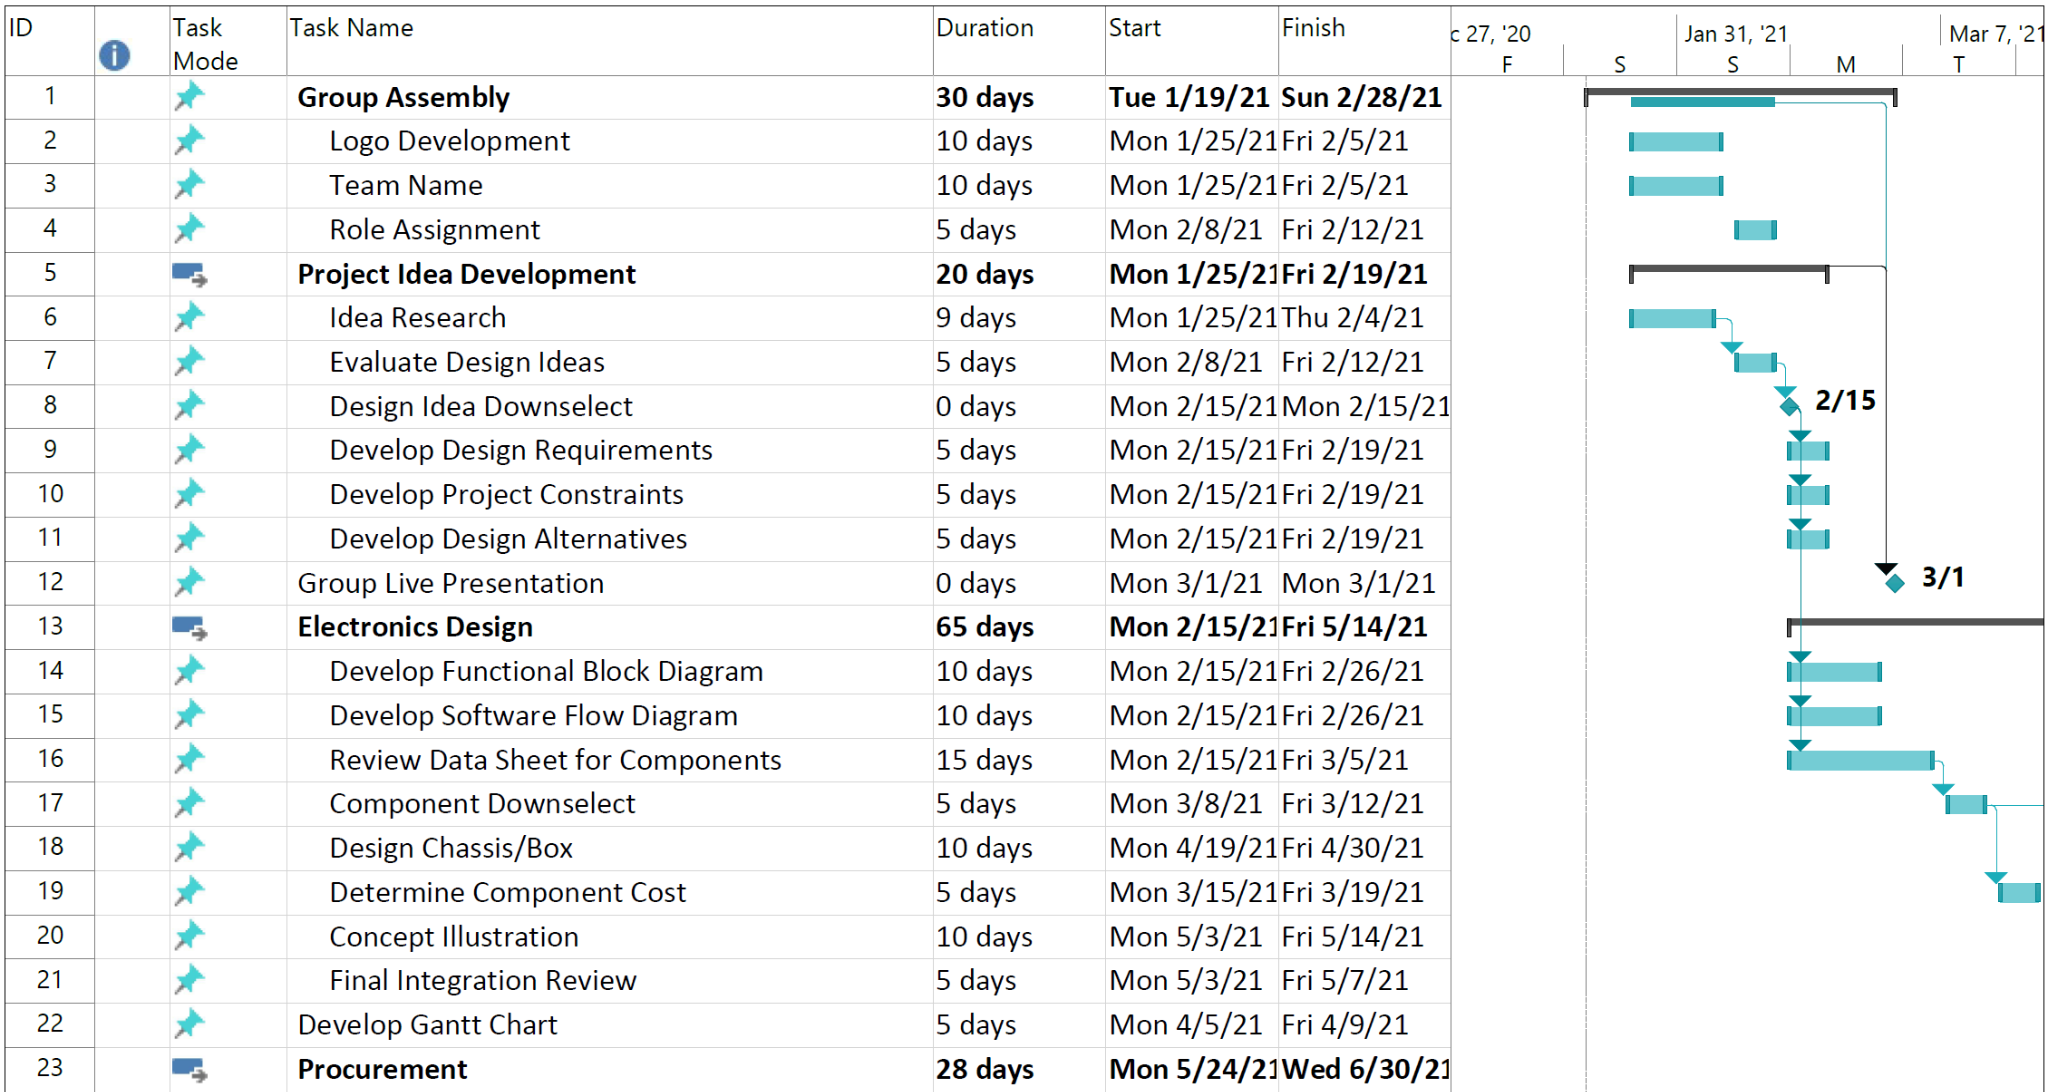 ID Task Mode Task Name Duration Start Finish c 27, '20 Jan 31, '21 Mar 7, '21
F S S M T
1 Group Assembly 30 days Tue 1/19/21 Sun 2/28/21
2 Logo Development 10 days Mon 1/25/21 Fri 2/5/21
3 Team Name 10 days Mon 1/25/21 Fri 2/5/21
4 Role Assignment 5 days Mon 2/8/21 Fri 2/12/21
5 Project Idea Development 20 days Mon 1/25/21 Fri 2/19/21
6 Idea Research 9 days Mon 1/25/21 Thu 2/4/21
7 Evaluate Design Ideas 5 days Mon 2/8/21 Fri 2/12/21
8 Design Idea Downselect 0 days Mon 2/15/21 Mon 2/15/21 2/15
9 Develop Design Requirements 5 days Mon 2/15/21 Fri 2/19/21
10 Develop Project Constraints 5 days Mon 2/15/21 Fri 2/19/21
11 Develop Design Alternatives 5 days Mon 2/15/21 Fri 2/19/21
12 Group Live Presentation 0 days Mon 3/1/21 Mon 3/1/21 3/1
13 Electronics Design 65 days Mon 2/15/21 Fri 5/14/21
14 Develop Functional Block Diagram 10 days Mon 2/15/21 Fri 2/26/21
15 Develop Software Flow Diagram 10 days Mon 2/15/21 Fri 2/26/21
16 Review Data Sheet for Components 15 days Mon 2/15/21 Fri 3/5/21
17 Component Downselect 5 days Mon 3/8/21 Fri 3/12/21
18 Design Chassis/Box 10 days Mon 4/19/21 Fri 4/30/21
19 Determine Component Cost 5 days Mon 3/15/21 Fri 3/19/21
20 Concept Illustration 10 days Mon 5/3/21 Fri 5/14/21
21 Final Integration Review 5 days Mon 5/3/21 Fri 5/7/21
22 Develop Gantt Chart 5 days Mon 4/5/21 Fri 4/9/21
23 Procurement 28 days Mon 5/24/21 Wed 6/30/21